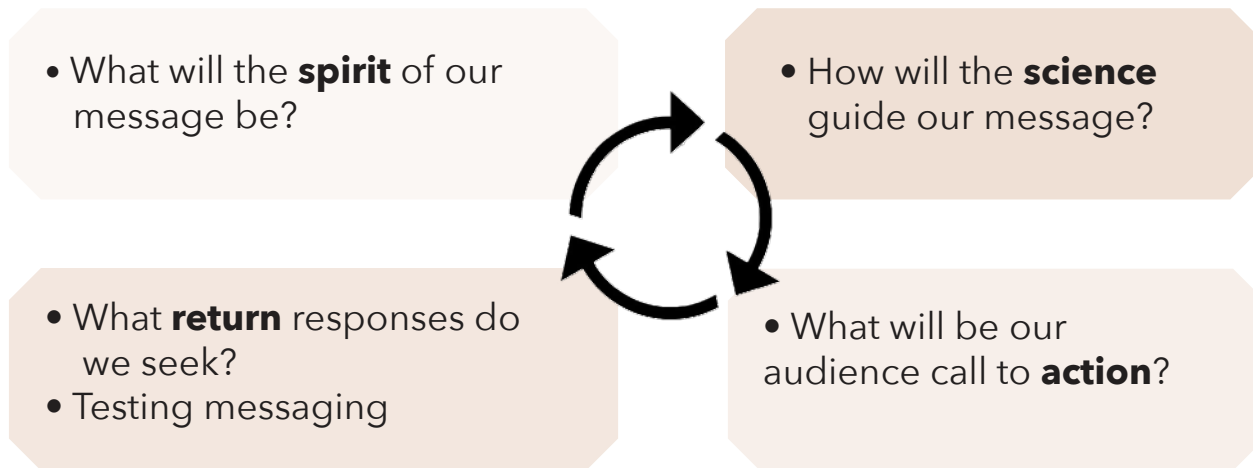 • What will the spirit of our
message be?
• How will the science
guide our message?
• What return responses do
we seek?
• Testing messaging
• What will be our
audience call to action?